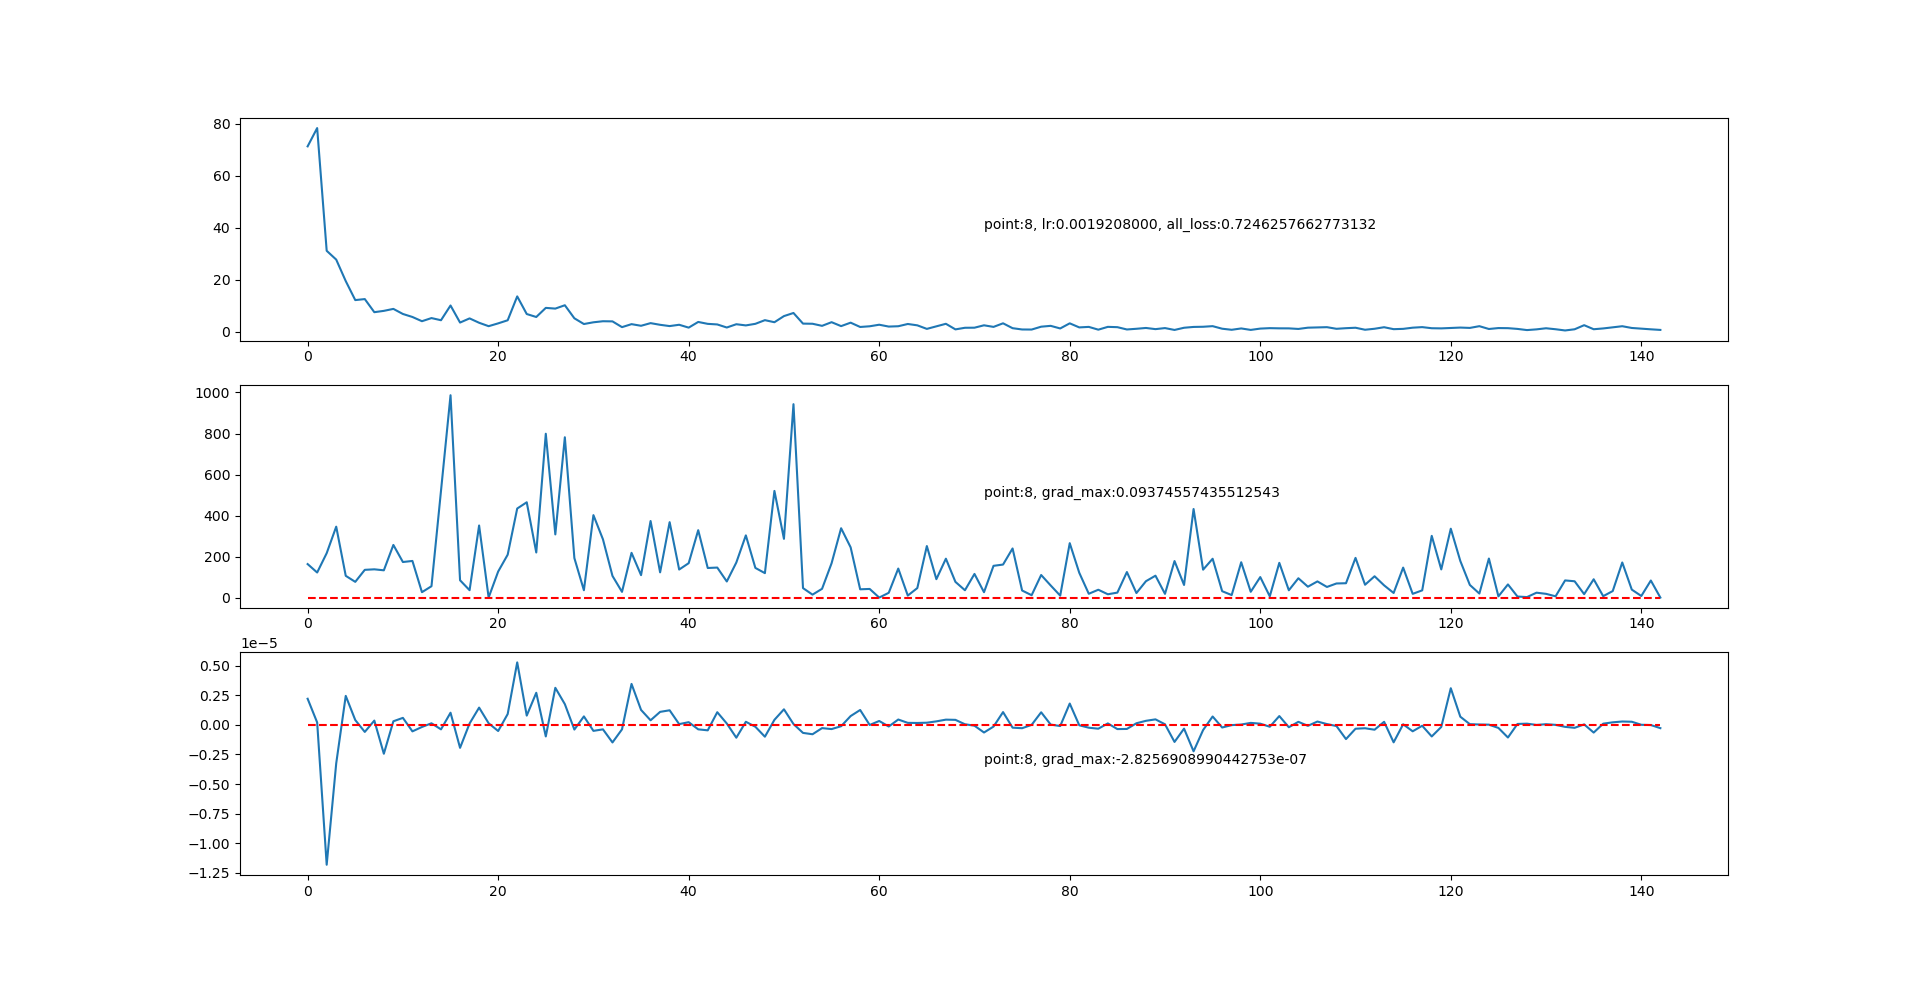 80
60
40
20
0
point:8, lr:0.0019208000, all_loss:0.7246257662773132
0 20 40 60 80 100 120 140
1000
800
600
400
200
0
point:8, grad_max:0.09374557435512543
0 20 40 60 80 100 120 140
1e−5
0.50
0.25
0.00
−0.25
−0.50
−0.75
−1.00
−1.25
point:8, grad_max:-2.8256908990442753e-07
0 20 40 60 80 100 120 140